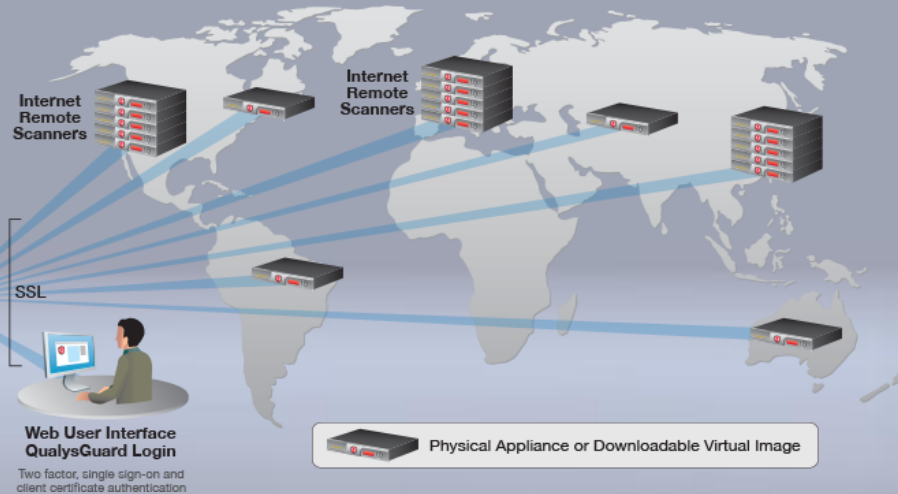 Internet
Remote
Scanners
Internet
Remote
Scanners
SSL
Web User Interface
QualysGuard Login
Two factor, single sign-on and
client certificate authentication
Physical Appliance or Downloadable Virtual Image